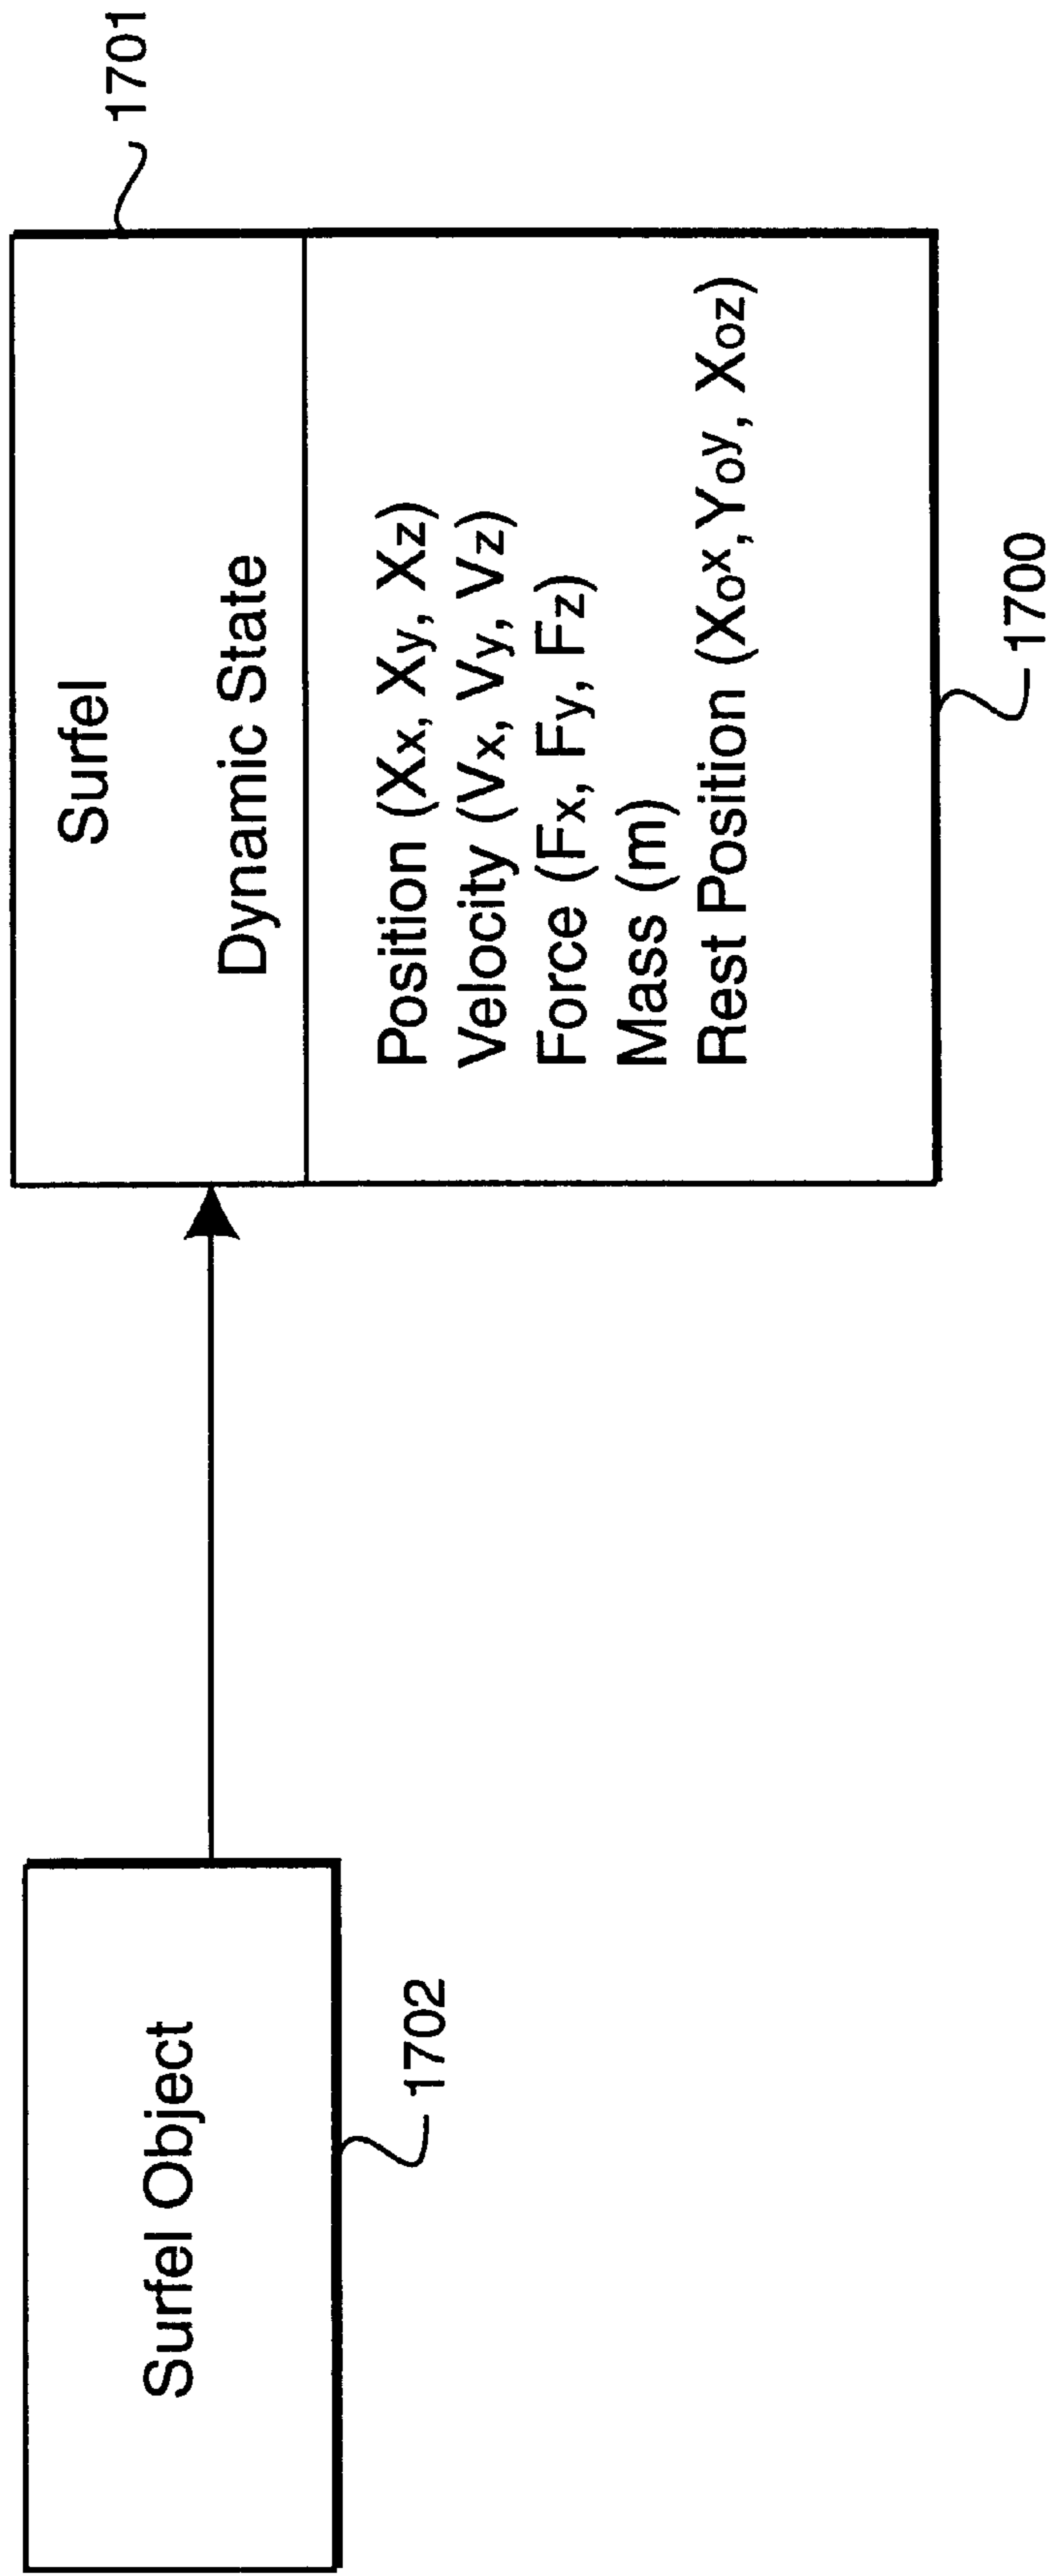 Surfel Object
1702
Surfel
Dynamic State
1701
Position (Xx, Xy, Xz)
Velocity (Vx, Vy, Vz)
Force (Fx, Fy, Fz)
Mass (m)
Rest Position (Xox,Yoy, Xoz)
1700